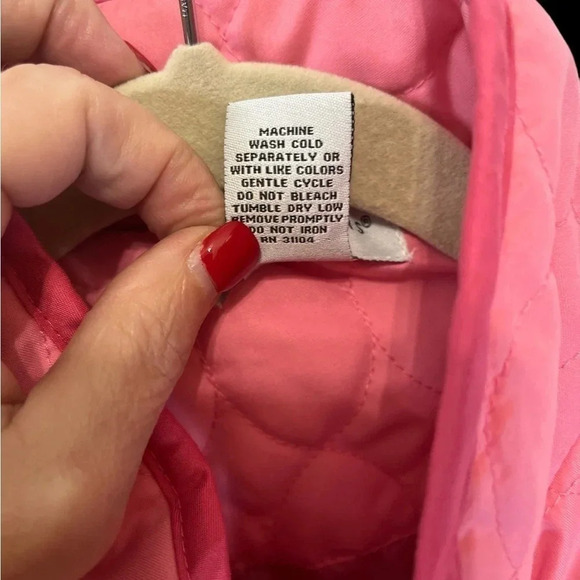 MACHINE
WASH COLD
SEPARATELY OR
WITH LIKE COLORS
GENTLE CYCLE
DO NOT BLEACH
TUMBLE DRY LOW
REMOVE PROMPTLY
DO NOT IRON
RN 31104